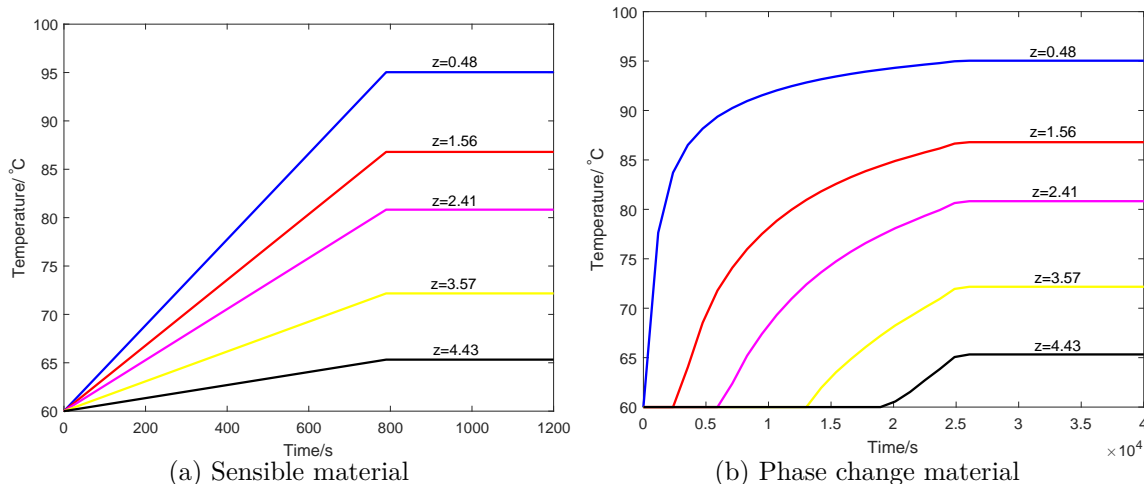 100
95
90
85
80
75
70
65
60
Temperature/ °C
z=0.48
z=1.56
z=2.41
z=3.57
z=4.43
0 200 400 600 800 1000 1200
Time/s
(a) Sensible material
100
95
90
85
80
75
70
65
60
Temperature/ °C
z=0.48
z=1.56
z=2.41
z=3.57
z=4.43
0 0.5 1 1.5 2 2.5 3 3.5 4
Time/s
×10⁴
(b) Phase change material